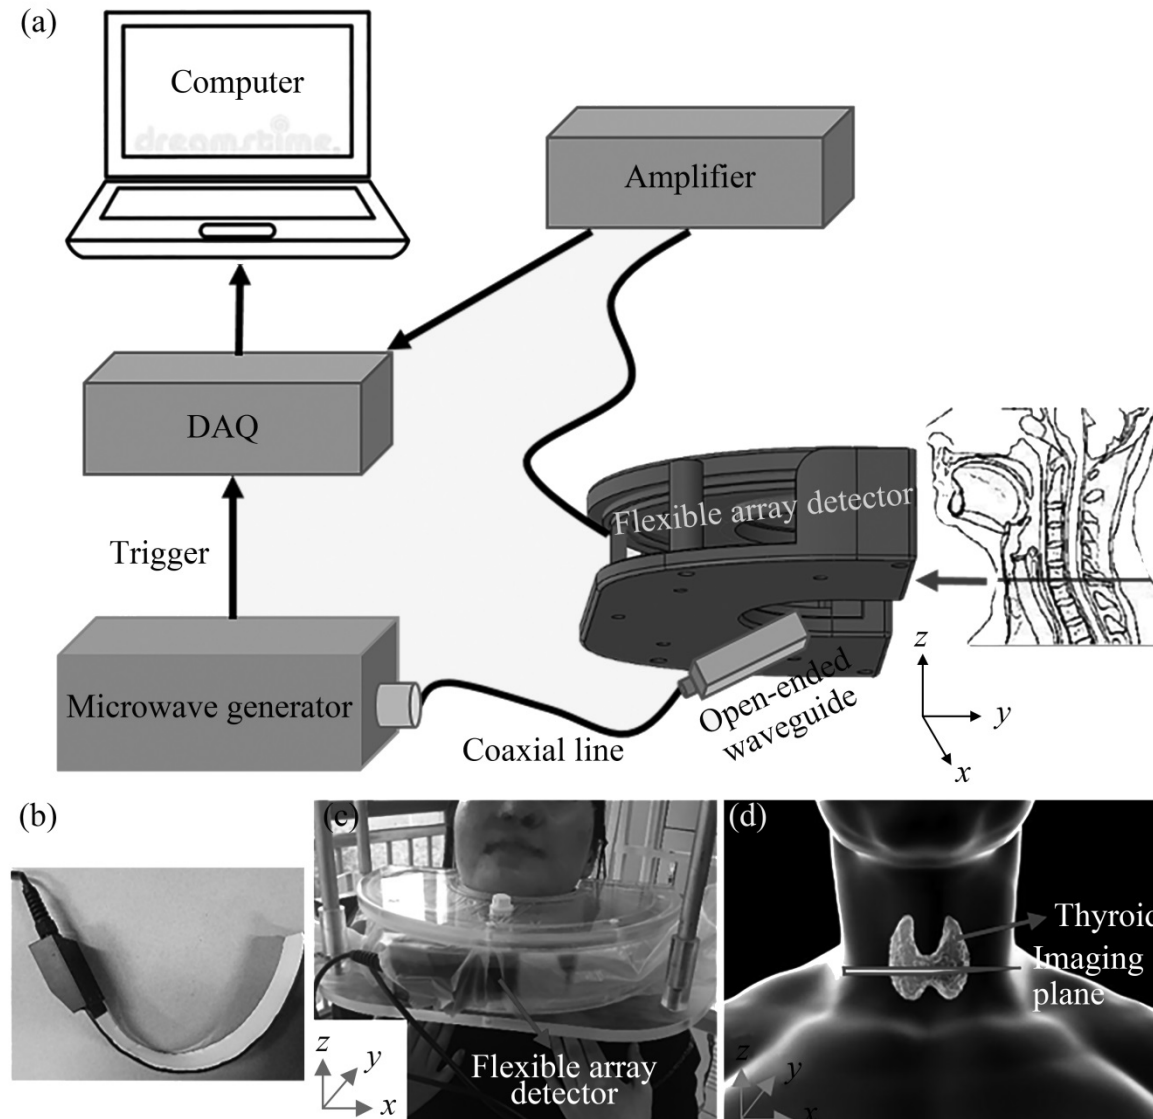 (a)
Computer
dreamstime.
Amplifier
DAQ
Flexible array detector
Trigger
Microwave generator
Coaxial line
Open-ended
waveguide
z
y
x
(b)
(c)
Flexible array
detector
z
y
x
(d)
Thyroid
Imaging
plane
z
y
x